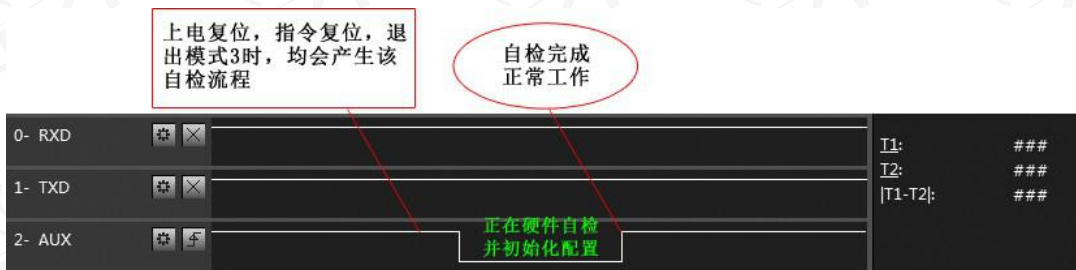 上电复位，指令复位，退
出模式3时，均会产生该
自检流程
自检完成
正常工作
0- RXD
1- TXD
2- AUX
正在硬件自检
并初始化配置
T1: ###
T2: ###
|T1-T2|: ###